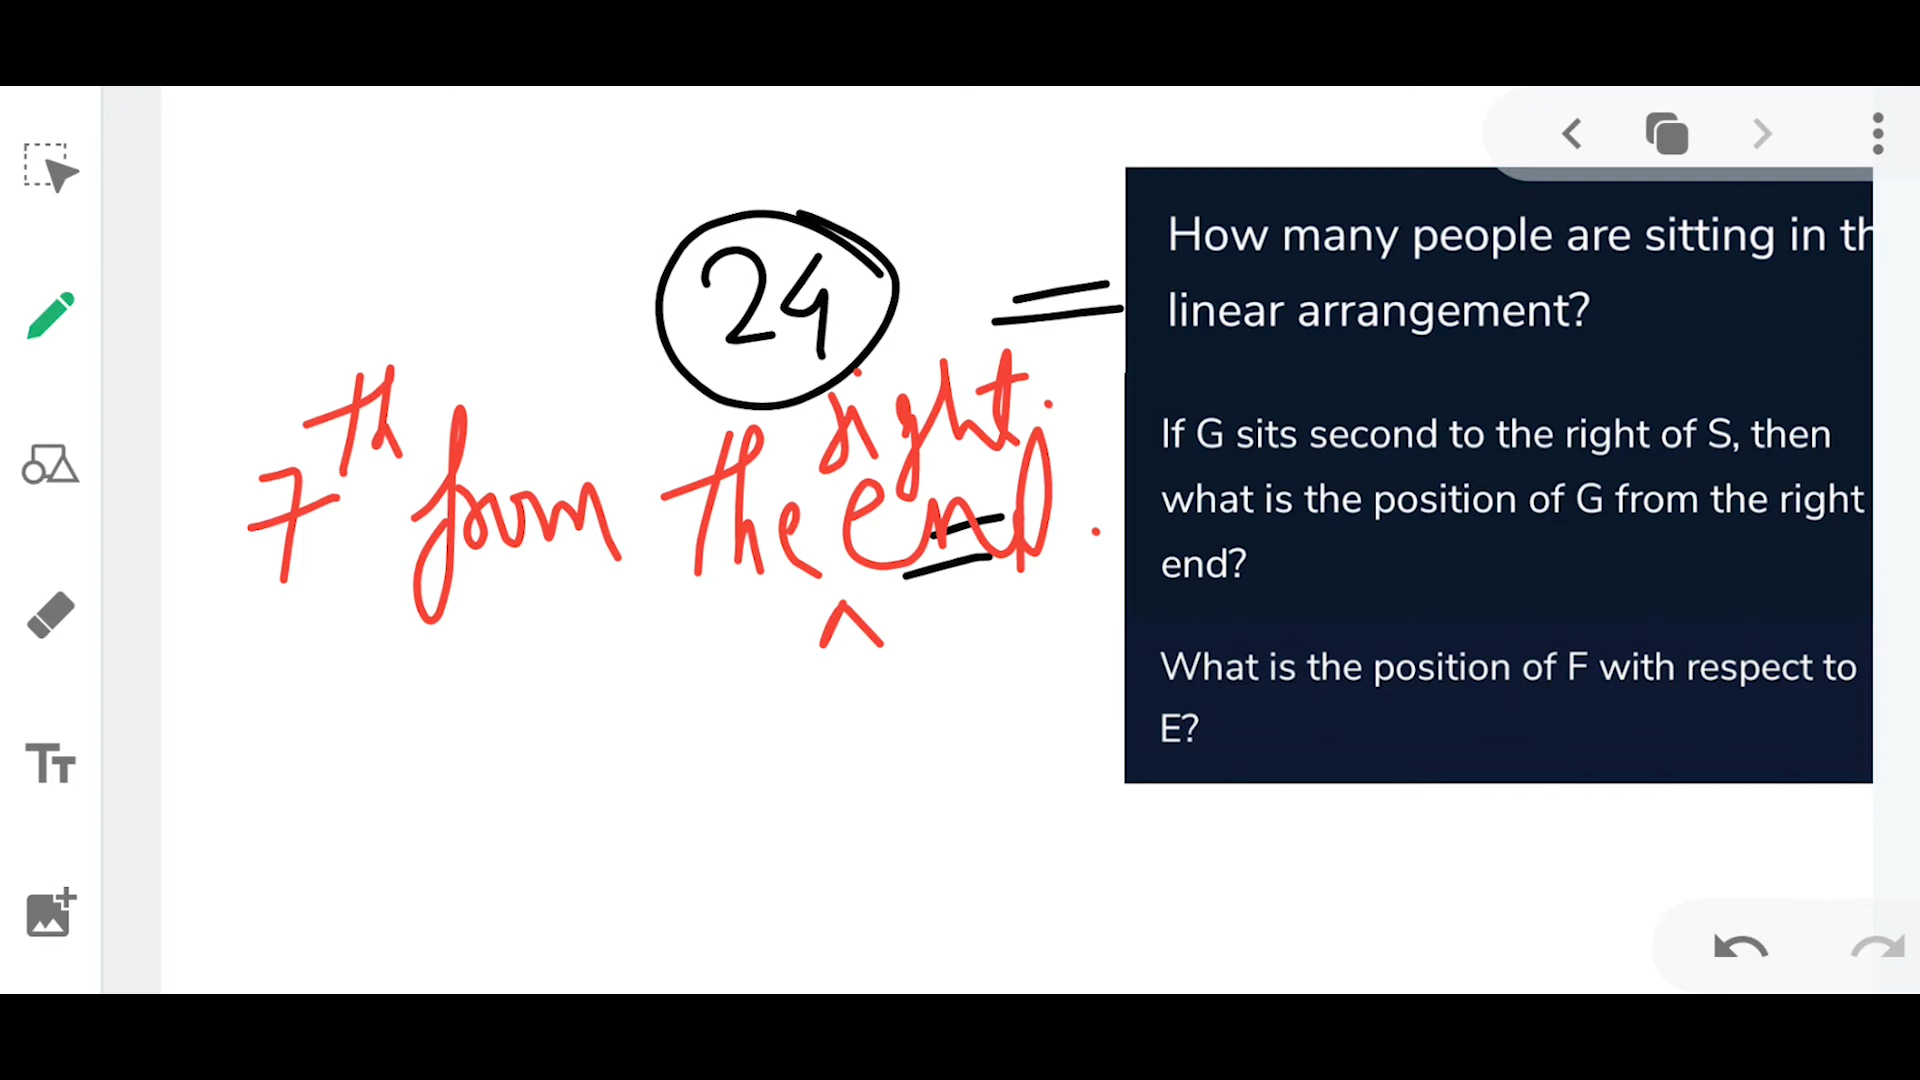 24 =
right.
7th from the end.
^
How many people are sitting in th
linear arrangement?
If G sits second to the right of S, then
what is the position of G from the right
end?
What is the position of F with respect to
E?
TT